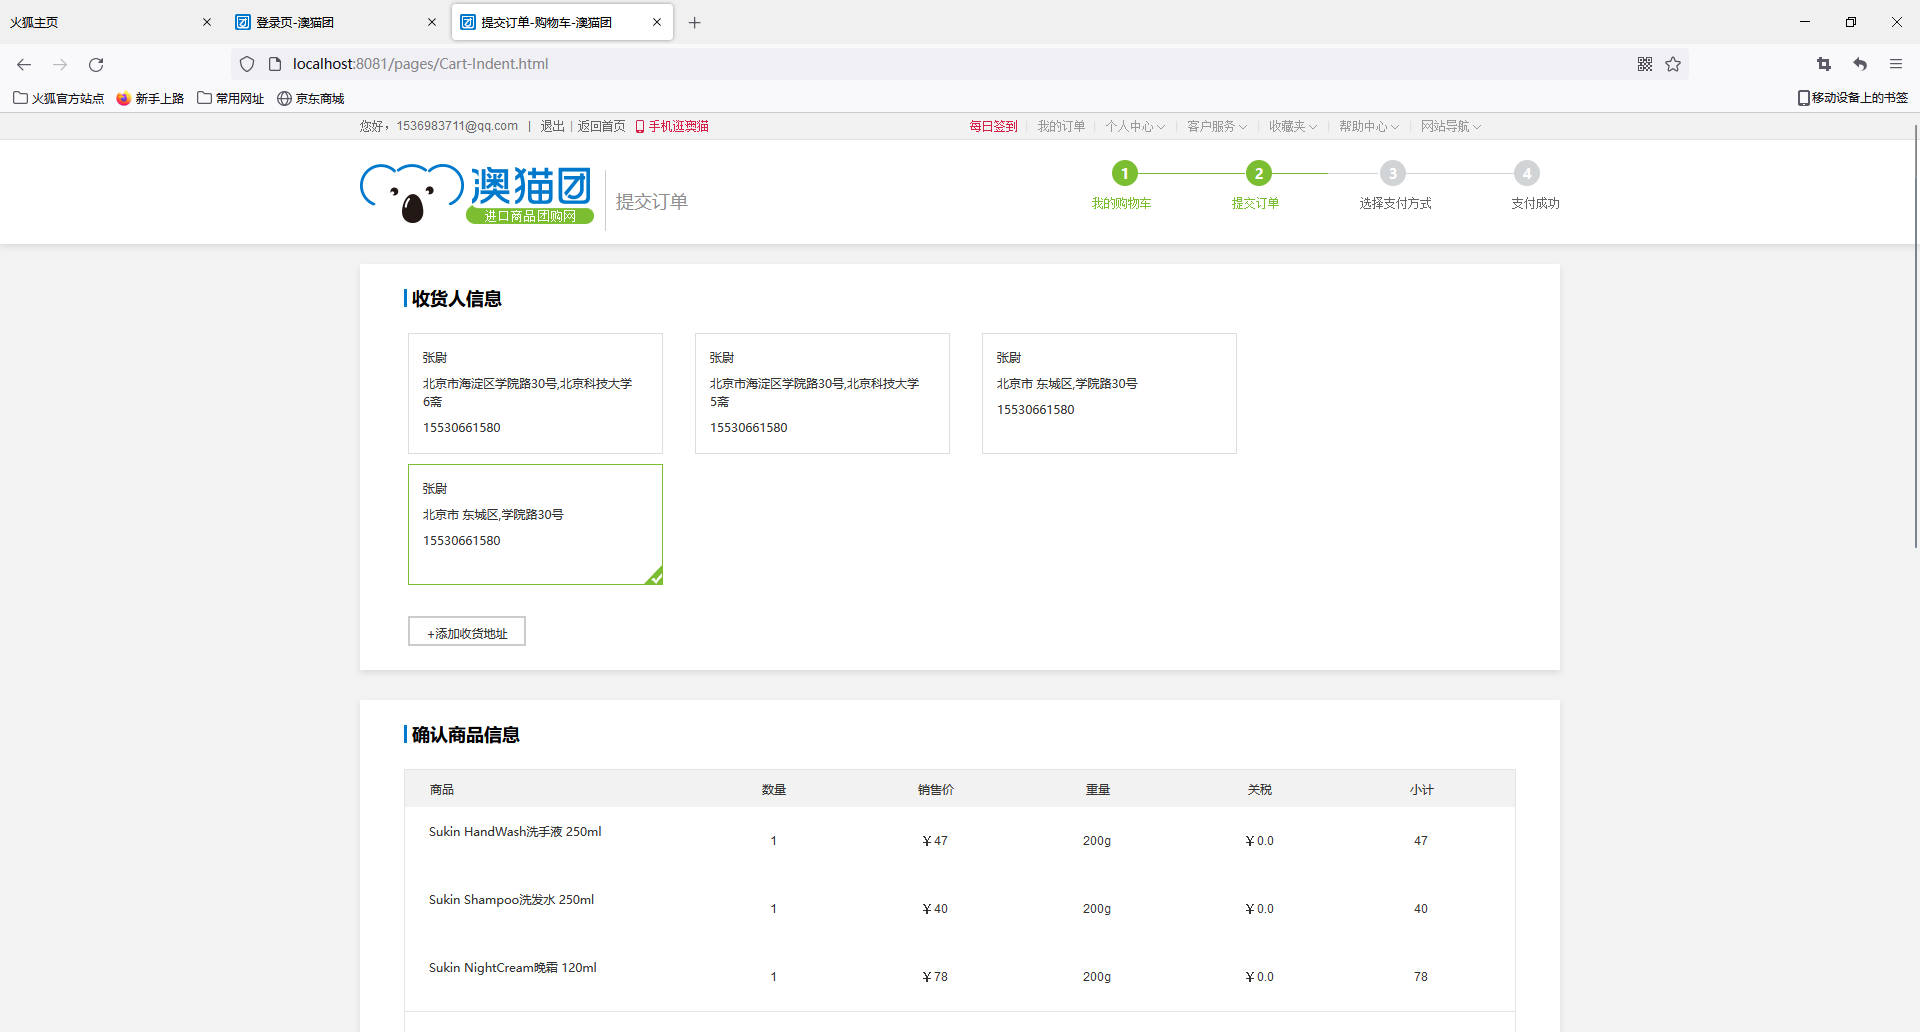 火狐主页
登录页-澳猫团
提交订单-购物车-澳猫团
localhost:8081/pages/Cart-Indent.html
火狐官方站点 新手上路 常用网址 京东商城 移动设备上的书签
您好，1536983711@qq.com | 退出 | 返回首页 手机逛澳猫 每日签到 我的订单 个人中心 客户服务 收藏夹 帮助中心 网站导航
澳猫团
进口商品团购网
提交订单
1 2 3 4
我的购物车 提交订单 选择支付方式 支付成功
收货人信息
张尉
北京市海淀区学院路30号,北京科技大学
6斋
15530661580
张尉
北京市海淀区学院路30号,北京科技大学
5斋
15530661580
张尉
北京市 东城区,学院路30号
15530661580
张尉
北京市 东城区,学院路30号
15530661580
+添加收货地址
确认商品信息
商品 数量 销售价 重量 关税 小计
Sukin HandWash洗手液 250ml 1 ￥47 200g ￥0.0 47
Sukin Shampoo洗发水 250ml 1 ￥40 200g ￥0.0 40
Sukin NightCream晚霜 120ml 1 ￥78 200g ￥0.0 78